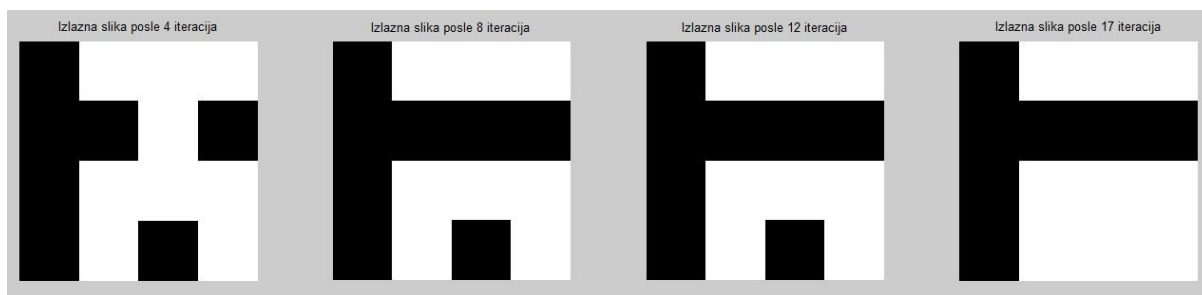 Izlazna slika posle 4 iteracija
Izlazna slika posle 8 iteracija
Izlazna slika posle 12 iteracija
Izlazna slika posle 17 iteracija